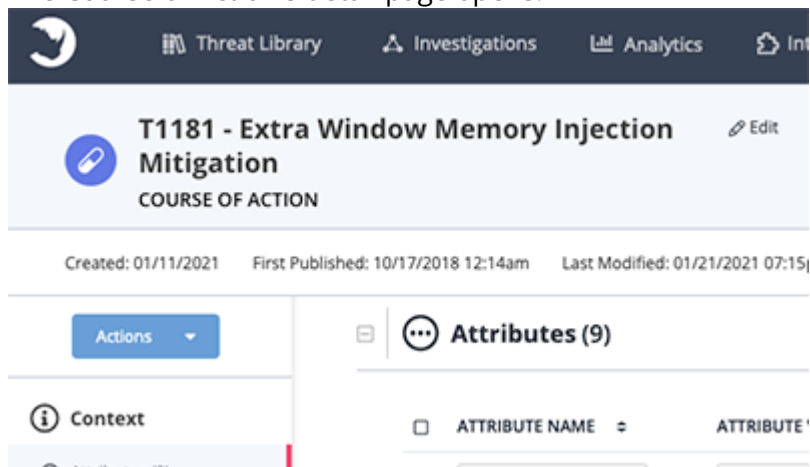 Threat Library Investigations Analytics
T1181 - Extra Window Memory Injection Edit
Mitigation
COURSE OF ACTION
Created: 01/11/2021 First Published: 10/17/2018 12:14am Last Modified: 01/21/2021 07:15
Actions Attributes (9)
Context
ATTRIBUTE NAME ATTRIBUTE